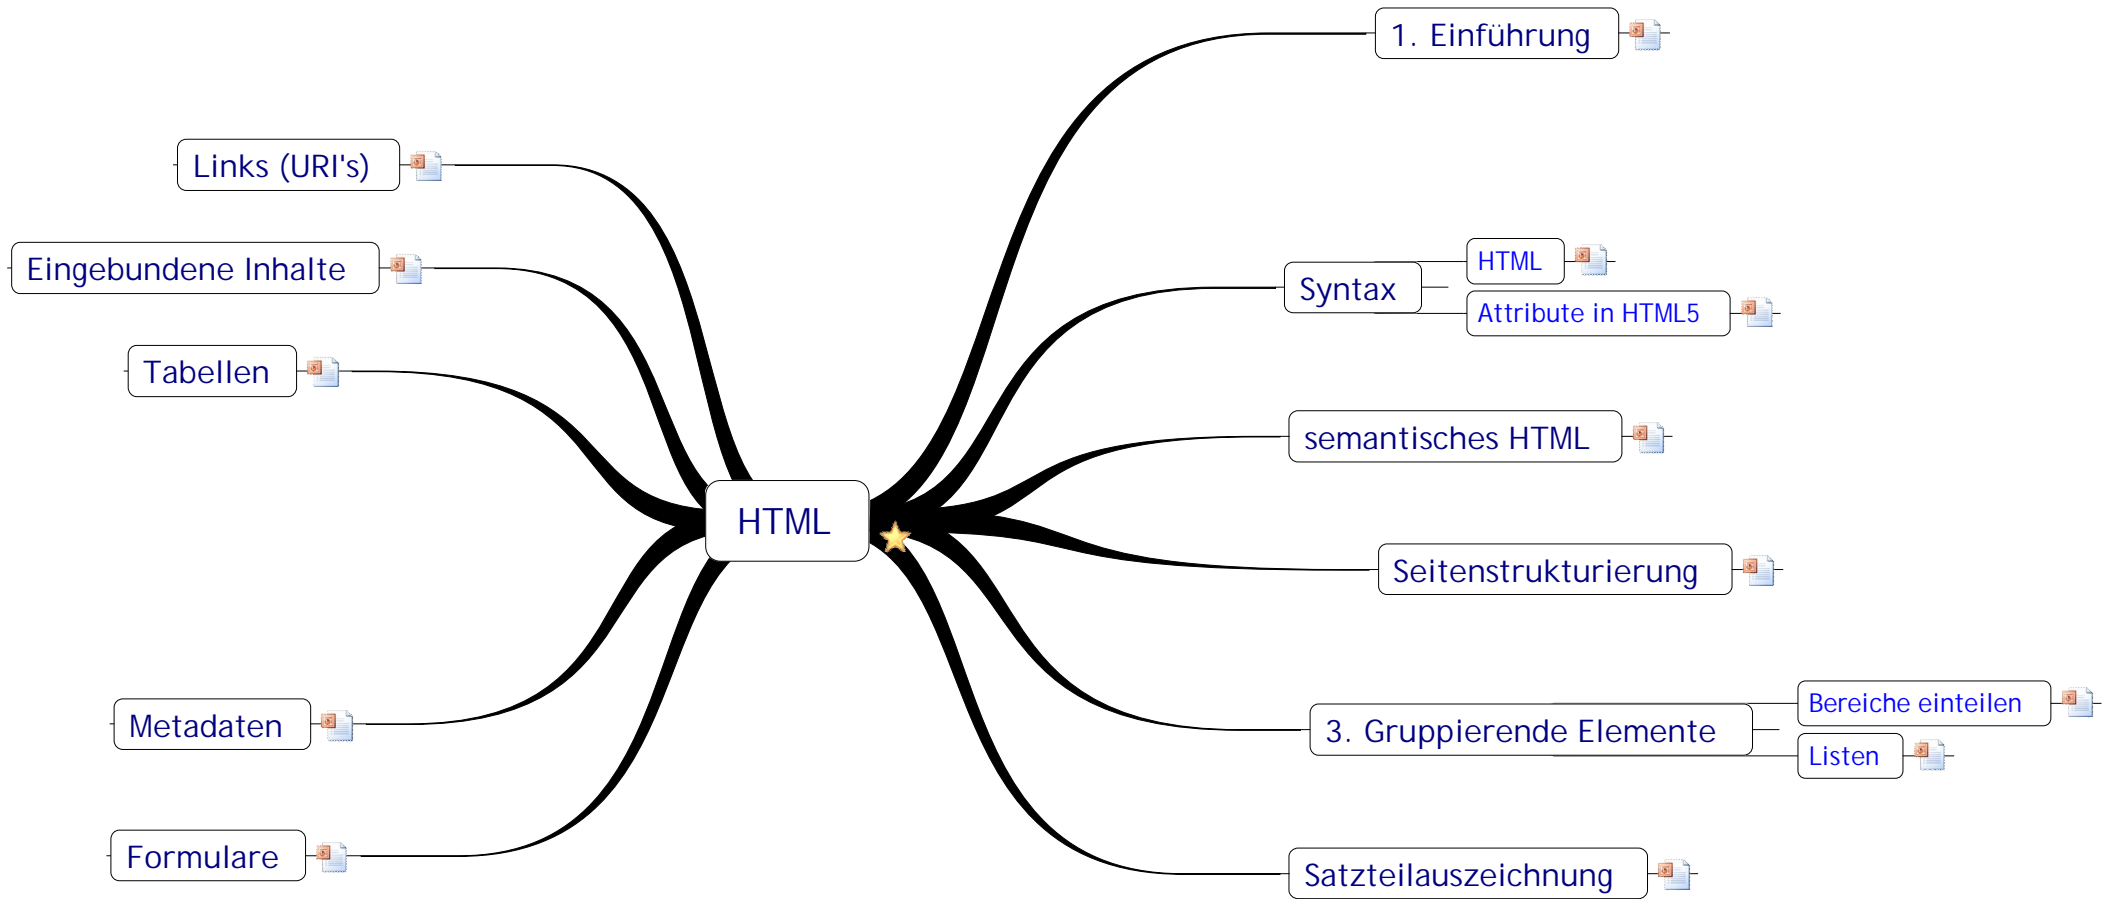 1. Einführung
Links (URI's)
Eingebundene Inhalte
Tabellen
Metadaten
Formulare
HTML
Syntax
HTML
Attribute in HTML5
semantisches HTML
Seitenstrukturierung
3. Gruppierende Elemente
Bereiche einteilen
Listen
Satzteilauszeichnung